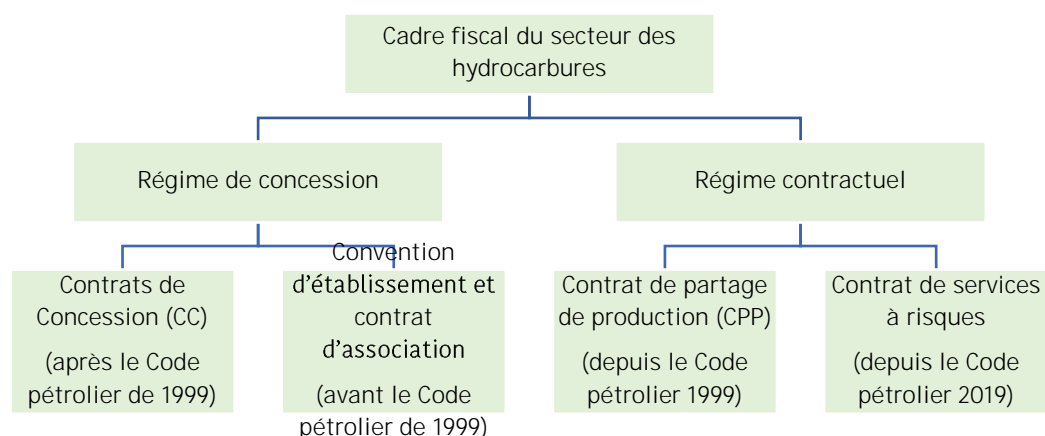 Cadre fiscal du secteur des
hydrocarbures
Régime de concession
Régime contractuel
Contrats de
Concession (CC)
(après le Code
pétrolier de 1999)
Convention
d'établissement et
contrat
d'association
(avant le Code
pétrolier de 1999)
Contrat de partage
de production (CPP)
(depuis le Code
pétrolier 1999)
Contrat de services
à risques
(depuis le Code
pétrolier 2019)